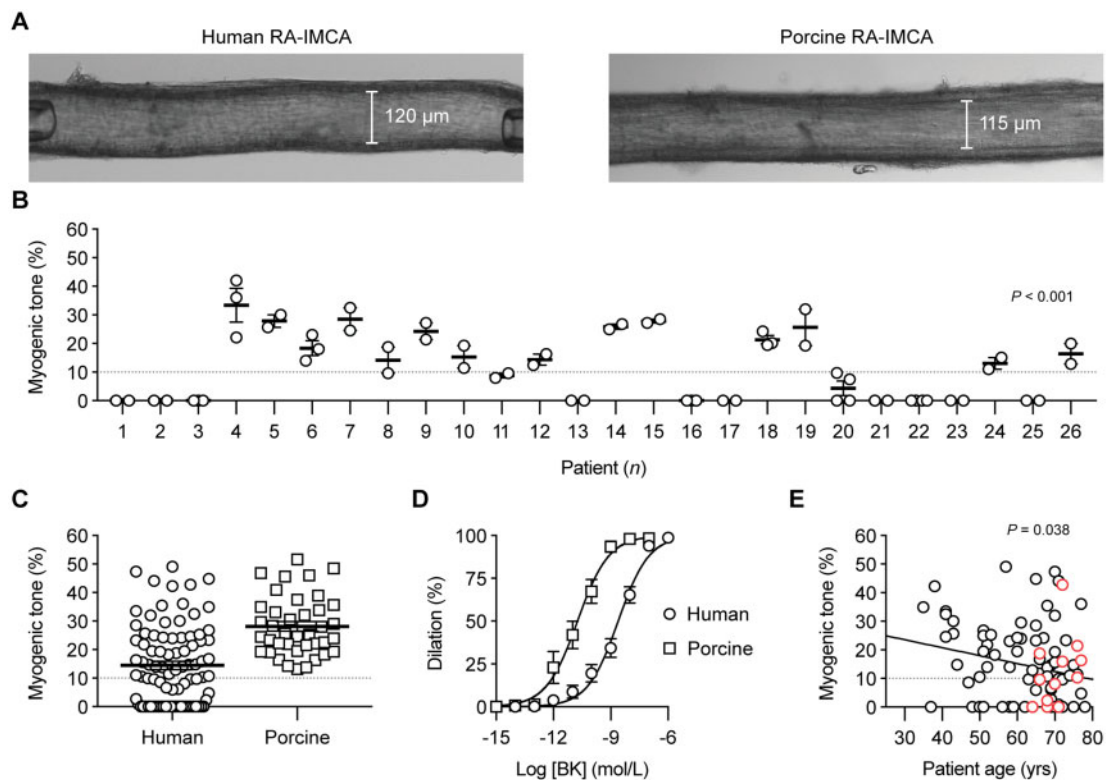 A
Human RA-IMCA
Porcine RA-IMCA
120 µm
115 µm
B
Myogenic tone (%)
60
50
40
30
20
10
0
P < 0.001
1 2 3 4 5 6 7 8 9 10 11 12 13 14 15 16 17 18 19 20 21 22 23 24 25 26
Patient (n)
C
Myogenic tone (%)
60
50
40
30
20
10
0
Human Porcine
D
Dilation (%)
100
75
50
25
0
Human
Porcine
-15 -12 -9 -6
Log [BK] (mol/L)
E
P = 0.038
Myogenic tone (%)
60
50
40
30
20
10
0
30 40 50 60 70 80
Patient age (yrs)